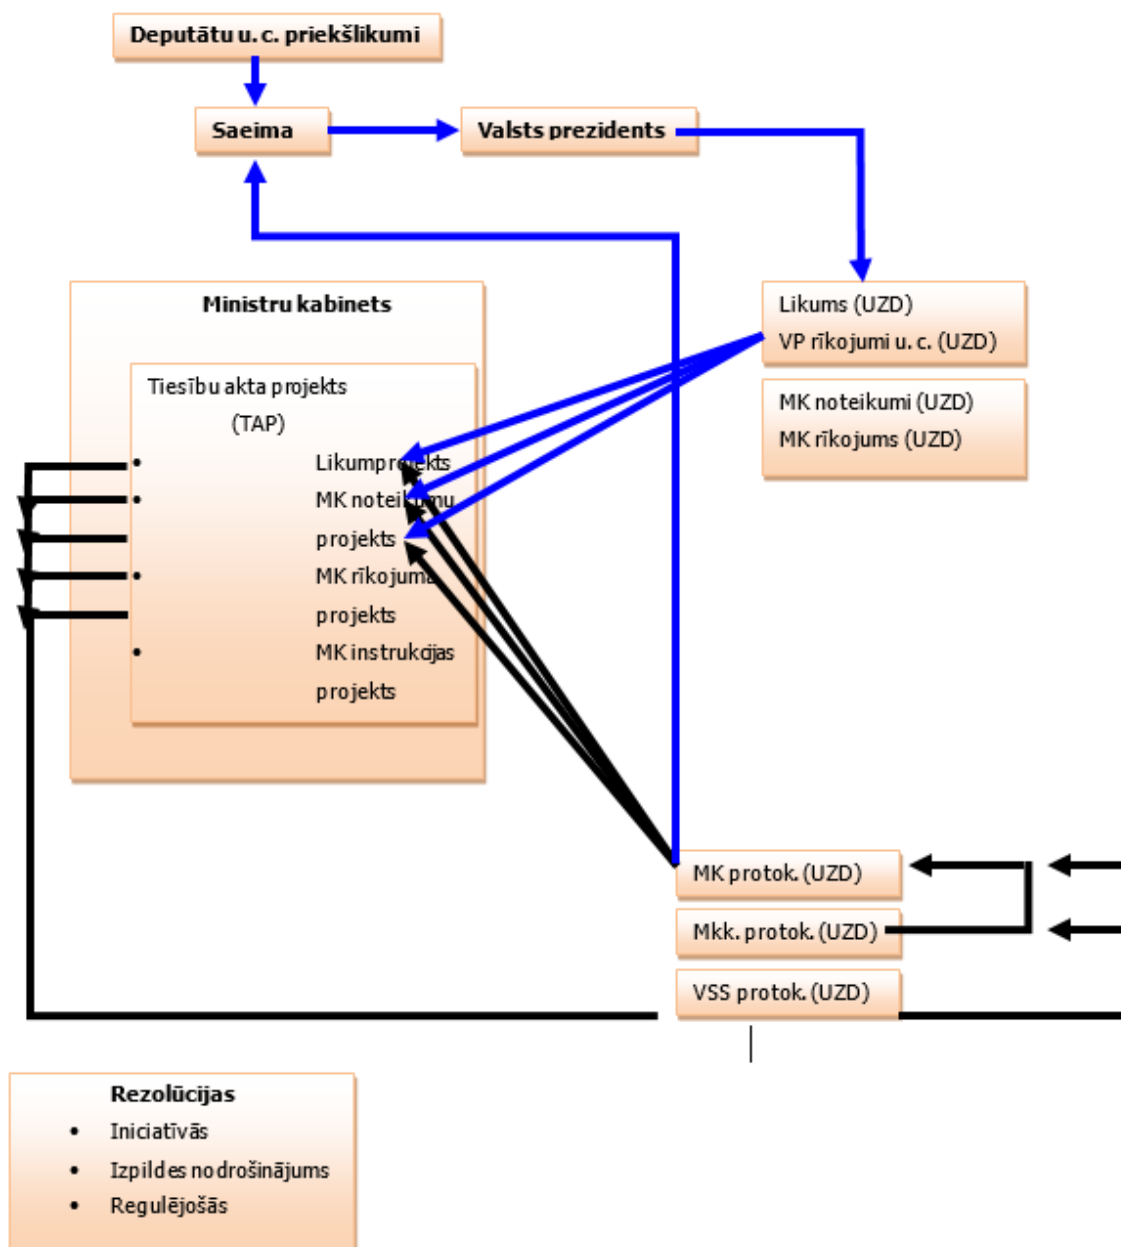 Deputātu u. c. priekšlikumi
Saeima
Valsts prezidents
Ministru kabinets
Tiesību akta projekts
(TAP)
• Likumprojekts
• MK noteikumu
projekts
• MK rīkojuma
projekts
• MK instrukcijas
projekts
Likums (UZD)
VP rīkojumi u. c. (UZD)
MK noteikumi (UZD)
MK rīkojums (UZD)
MK protok. (UZD)
Mkk. protok. (UZD)
VSS protok. (UZD)
Rezolūcijas
• Iniciatīvās
• Izpildes nodrošinājums
• Regulējošās